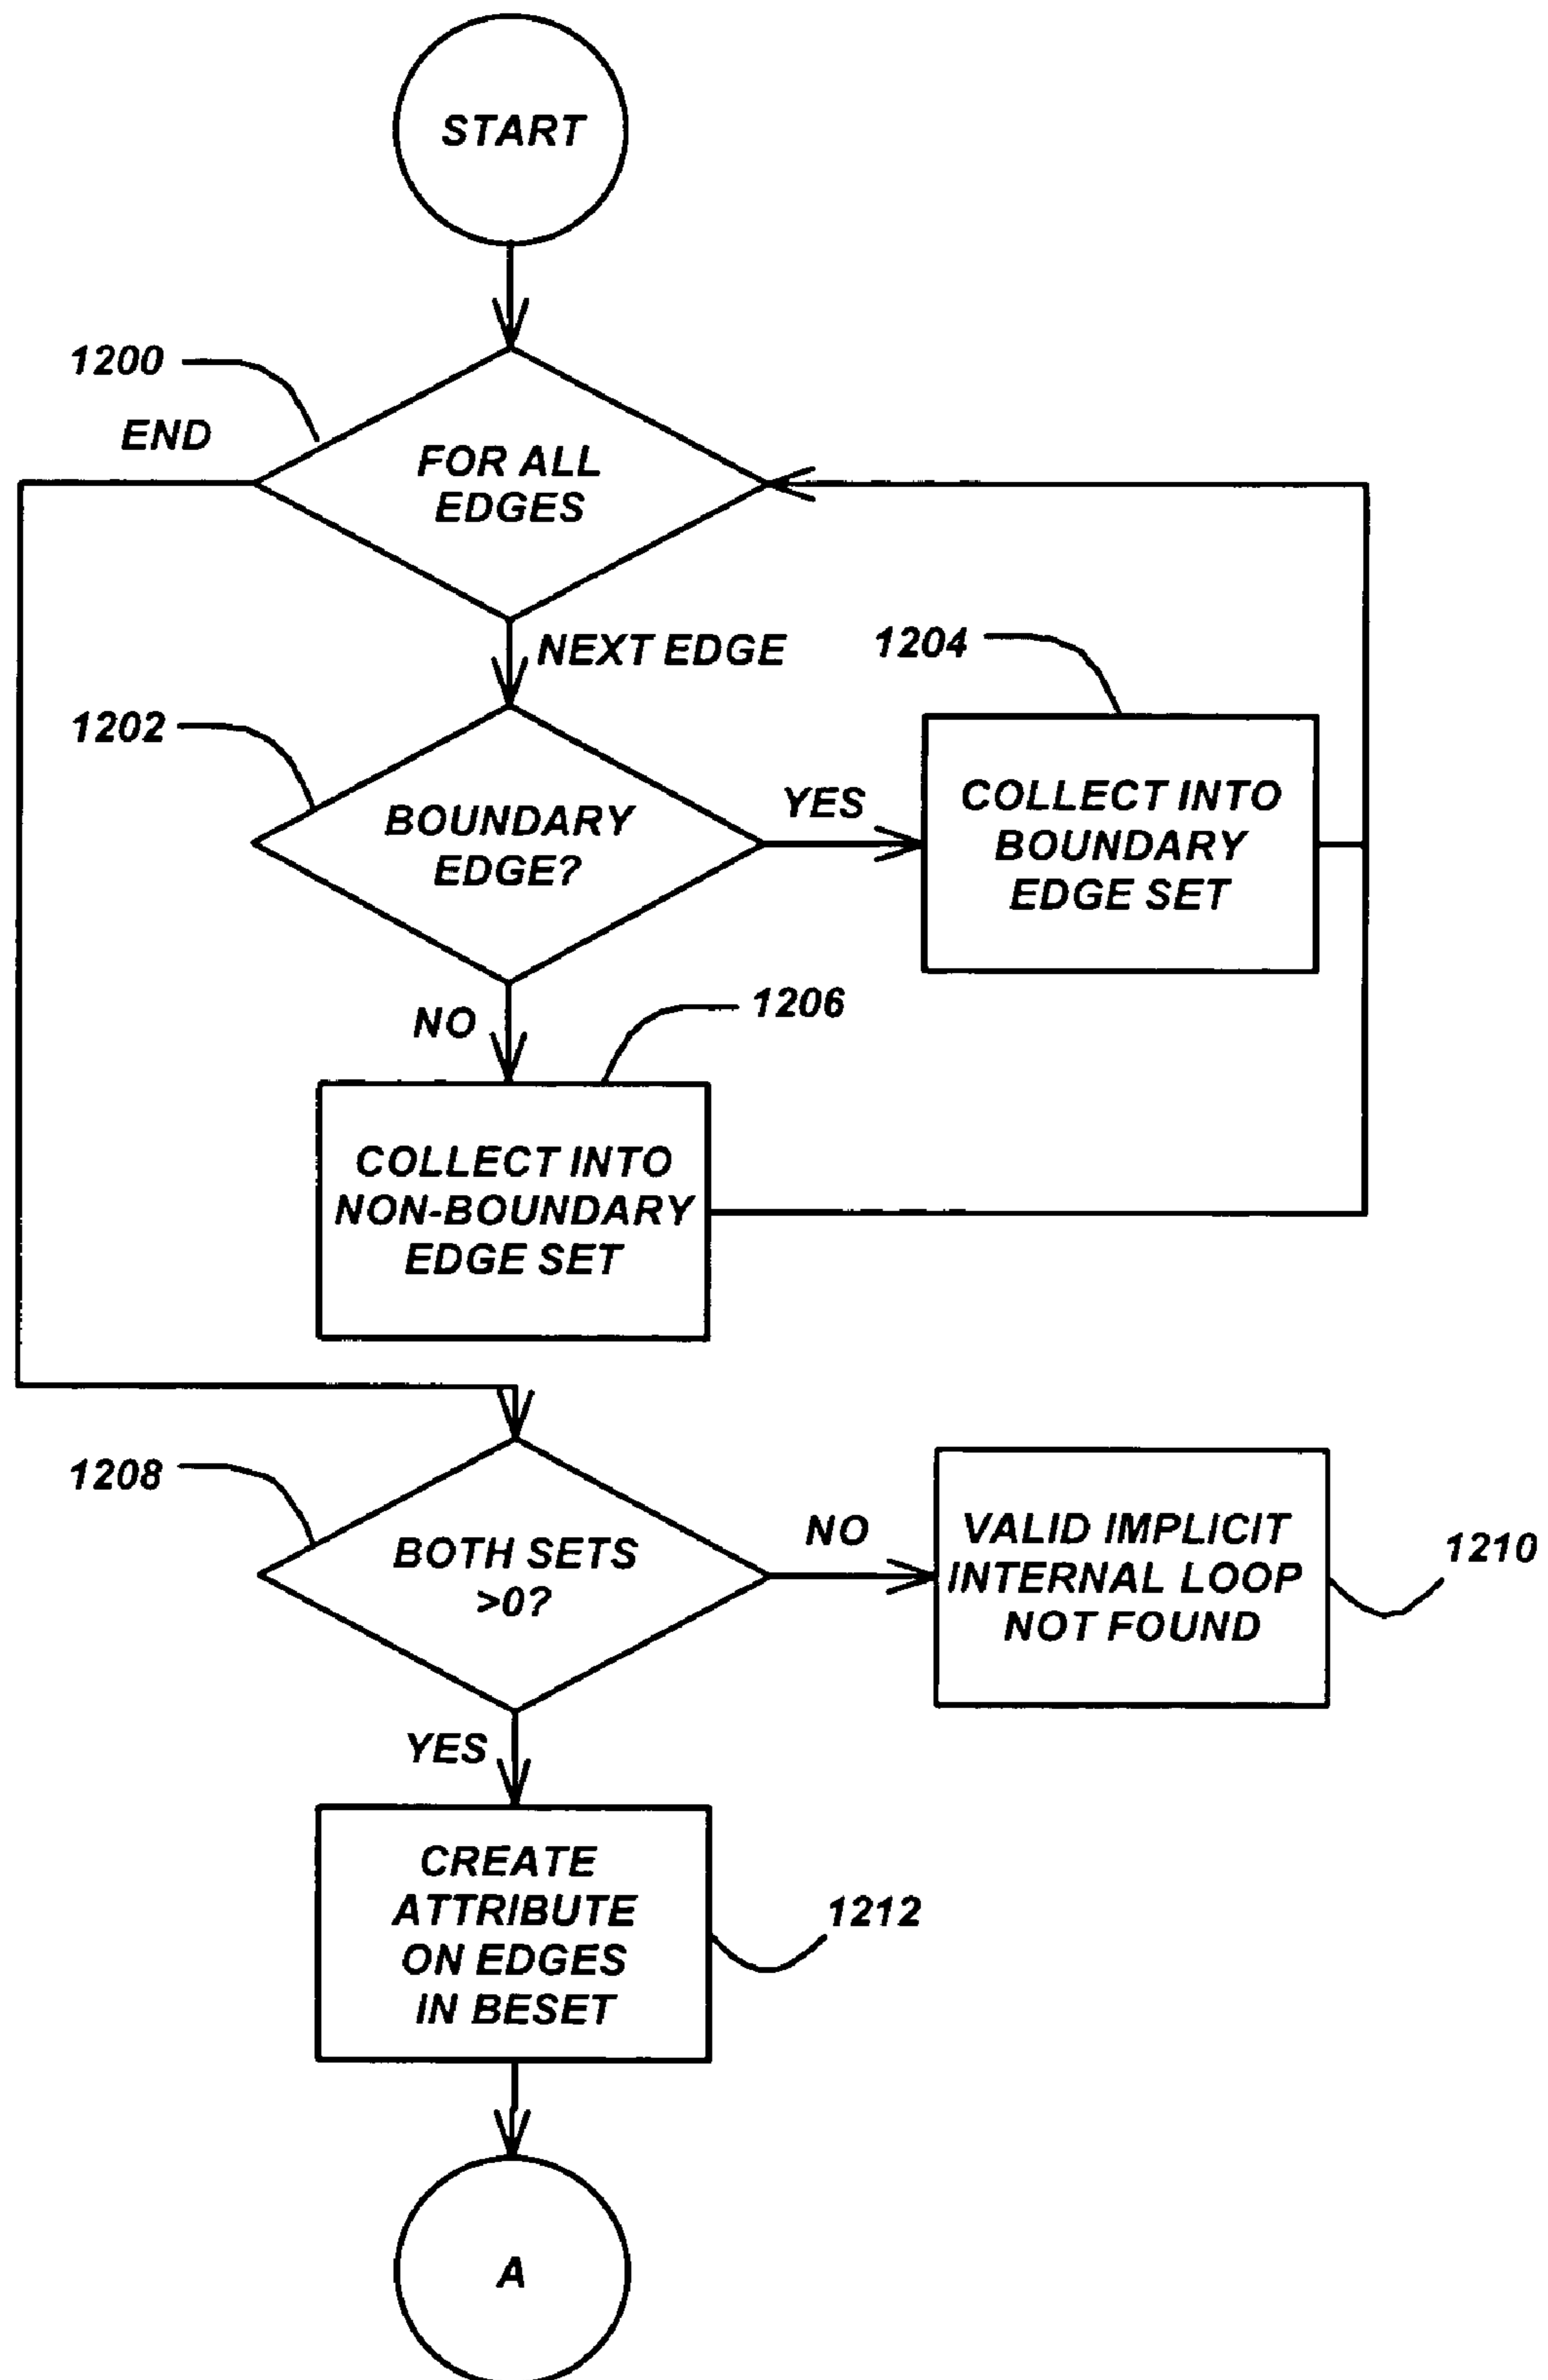 START
1200
END
FOR ALL
EDGES
NEXT EDGE
1204
1202
BOUNDARY
EDGE?
YES
COLLECT INTO
BOUNDARY
EDGE SET
NO
1206
COLLECT INTO
NON-BOUNDARY
EDGE SET
1208
BOTH SETS
>0?
NO
VALID IMPLICIT
INTERNAL LOOP
NOT FOUND
1210
YES
CREATE
ATTRIBUTE
ON EDGES
IN BESET
1212
A